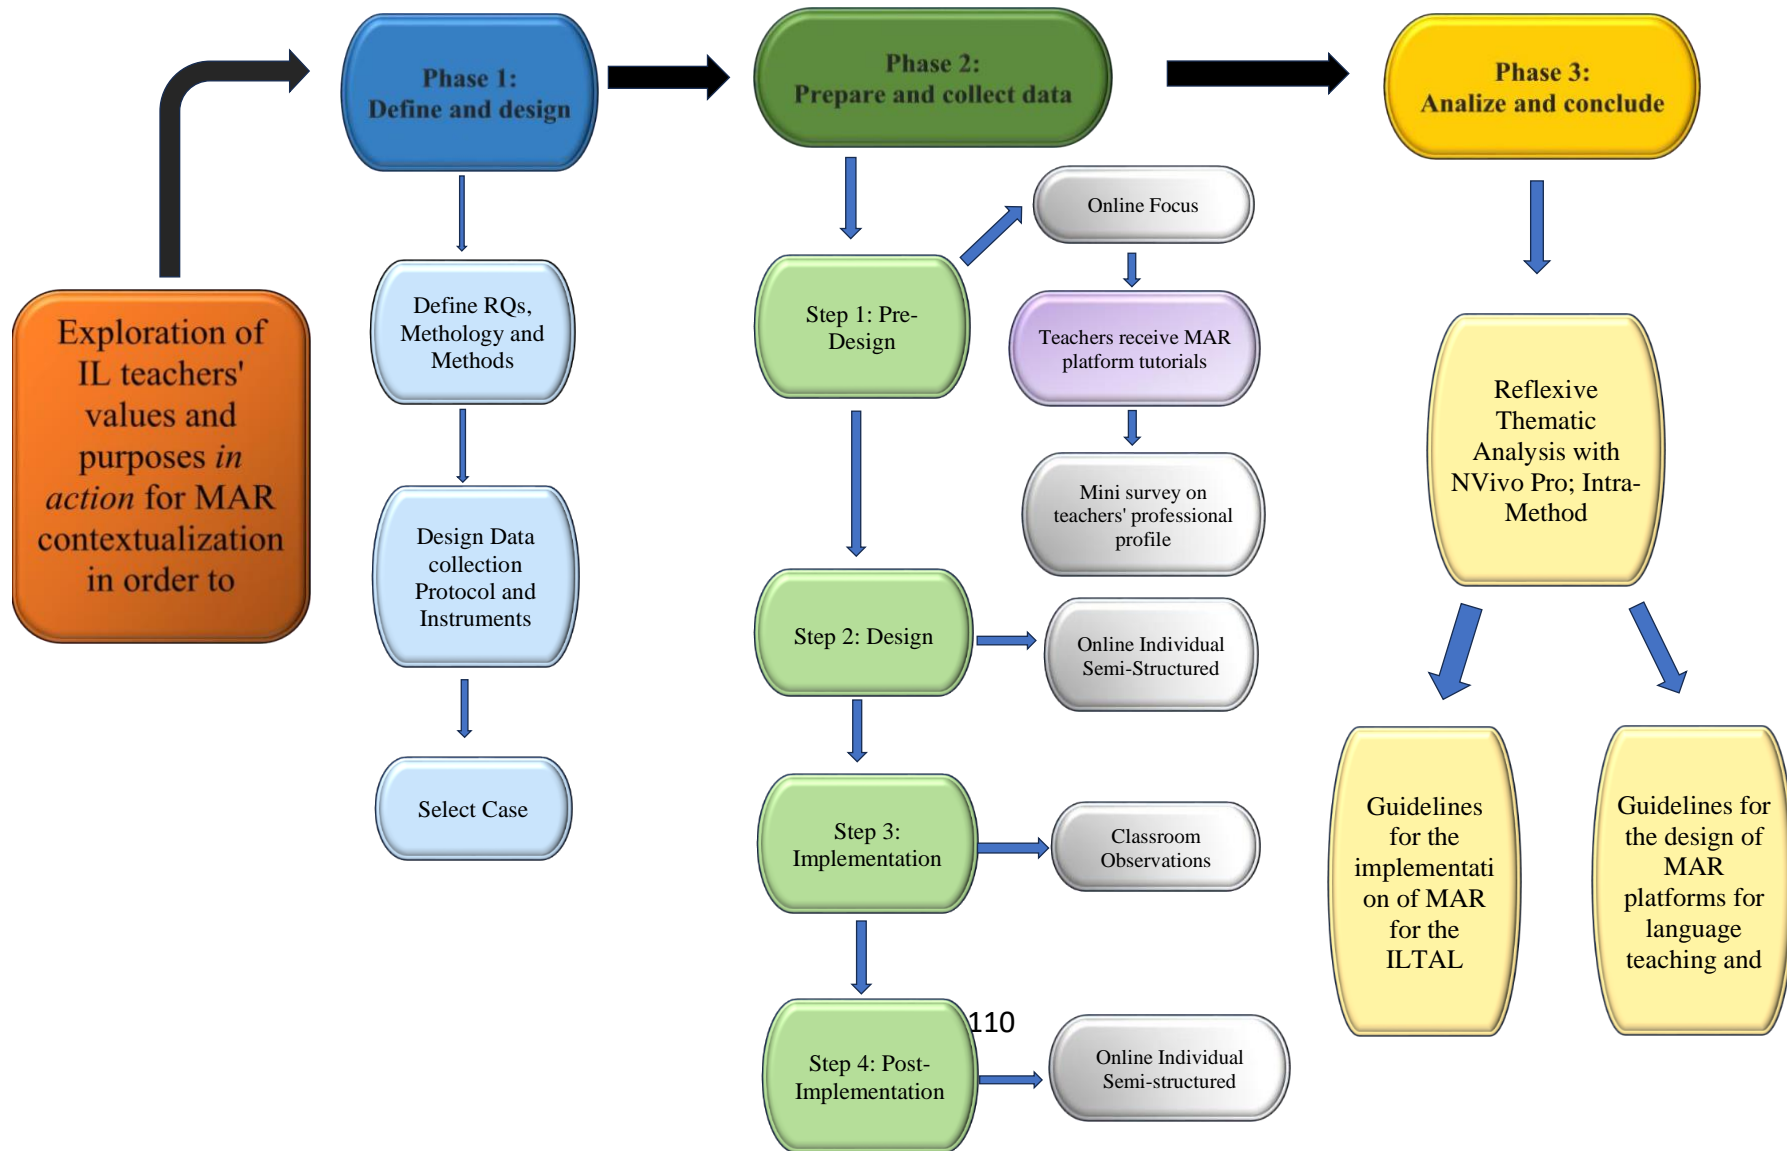 Exploration of
IL teachers'
values and
purposes in
action for MAR
contextualization
in order to
Phase 1:
Define and design
Define RQs,
Methology and
Methods
Design Data
collection
Protocol and
Instruments
Select Case
Phase 2:
Prepare and collect data
Step 1: Pre-
Design
Online Focus
Teachers receive MAR
platform tutorials
Mini survey on
teachers' professional
profile
Step 2: Design
Online Individual
Semi-Structured
Step 3:
Implementation
Classroom
Observations
Step 4: Post-
Implementation
Online Individual
Semi-structured
Phase 3:
Analize and conclude
Reflexive
Thematic
Analysis with
NVivo Pro; Intra-
Method
Guidelines
for the
implementati
on of MAR
for the
ILTAL
Guidelines for
the design of
MAR
platforms for
language
teaching and
110